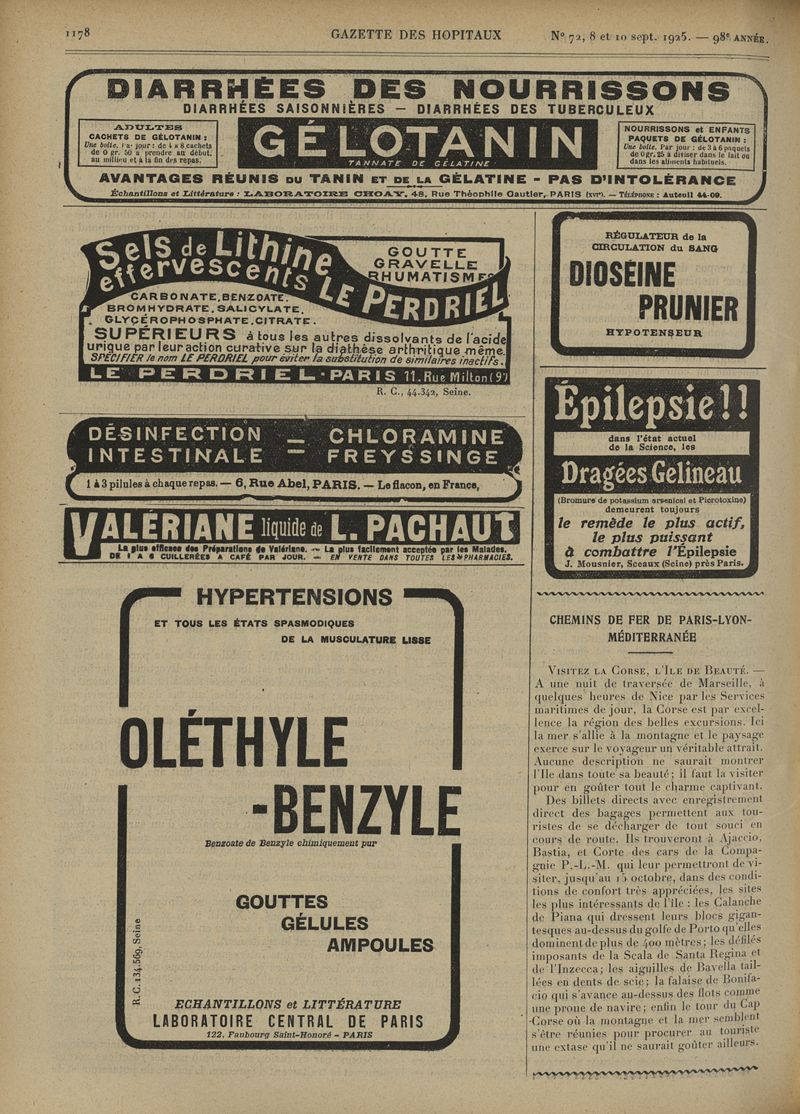 1178
GAZETTE DES HOPITAUX
N° 72, 8 et 10 sept. 1925. — 98e ANNÉE.
DIARRHÉES DES NOURRISSONS
DIARRHÉES SAISONNIÈRES — DIARRHÉES DES TUBERCULEUX
ADULTES
CACHETS DE GÉLOTANIN :
Une boîte. Par jour : de 4 à 8 cachets
de 0 gr. 50 à prendre au début,
au milieu et à la fin des repas.
GÉLOTANIN
TANNATE DE GÉLATINE
NOURRISSONS et ENFANTS
PAQUETS DE GÉLOTANIN :
Une boîte. Par jour : de 3 à 6 paquets
de 0 gr. 25 à diviser dans le lait ou
dans les aliments habituels.
AVANTAGES RÉUNIS DU TANIN ET DE LA GÉLATINE - PAS D'INTOLÉRANCE
Échantillons et Littérature : LABORATOIRE CHOAY, 48, Rue Théophile Gautier, PARIS (XVIe). — TÉLÉPHONE : Auteuil 44-09.
Sels de Lithine
effervescents LE PERDRIEL
GOUTTE
GRAVELLE
RHUMATISMES
CARBONATE, BENZOATE.
BROMHYDRATE, SALICYLATE.
GLYCÉROPHOSPHATE, CITRATE.
SUPÉRIEURS à tous les autres dissolvants de l'acide
urique par leur action curative sur la diathèse arthritique même.
SPÉCIFIER le nom LE PERDRIEL pour éviter la substitution de similaires inactifs.
LE PERDRIEL - PARIS 11. Rue Milton (9e)
R. C., 44.342, Seine.
DÉSINFECTION — CHLORAMINE
INTESTINALE — FREYSSINGE
1 à 3 pilules à chaque repas. — 6, Rue Abel, PARIS. — Le flacon, en France,
VALÉRIANE liquide de L. PACHAUT
La plus efficace des Préparations de Valériane. — La plus facilement acceptée par les Malades.
DE 1 A 6 CUILLERÉES A CAFÉ PAR JOUR. — EN VENTE DANS TOUTES LES PHARMACIES.
HYPERTENSIONS
ET TOUS LES ÉTATS SPASMODIQUES
DE LA MUSCULATURE LISSE
OLÉTHYLE
-BENZYLE
Benzoate de Benzyle chimiquement pur
GOUTTES
GÉLULES
AMPOULES
R. C. 134.569, Seine
ECHANTILLONS et LITTÉRATURE
LABORATOIRE CENTRAL DE PARIS
122. Faubourg Saint-Honoré - PARIS
RÉGULATEUR de la
CIRCULATION du SANG
DIOSÉINE
PRUNIER
HYPOTENSEUR
Épilepsie!!
dans l'état actuel
de la Science, les
Dragées Gelineau
(Bromure de potassium arsenical et Picrotoxine)
demeurent toujours
le remède le plus actif,
le plus puissant
à combattre l'Épilepsie
J. Mousnier, Sceaux (Seine) près Paris.
CHEMINS DE FER DE PARIS-LYON-
MÉDITERRANÉE
VISITEZ LA CORSE, L'ILE DE BEAUTÉ. —
A une nuit de traversée de Marseille, à
quelques heures de Nice par les Services
maritimes de jour, la Corse est par excel-
lence la région des belles excursions. Ici
la mer s'allie à la montagne et le paysage
exerce sur le voyageur un véritable attrait.
Aucune description ne saurait montrer
l'Ile dans toute sa beauté; il faut la visiter
pour en goûter tout le charme captivant.
Des billets directs avec enregistrement
direct des bagages permettent aux tou-
ristes de se décharger de tout souci en
cours de route. Ils trouveront à Ajaccio,
Bastia, et Corte des cars de la Compa-
gnie P.-L.-M. qui leur permettront de vi-
siter, jusqu'au 15 octobre, dans des condi-
tions de confort très appréciées, les sites
les plus intéressants de l'île : les Calanche
de Piana qui dressent leurs blocs gigan-
tesques au-dessus du golfe de Porto qu'elles
dominent de plus de 400 mètres; les défilés
imposants de la Scala de Santa Regina et
de l'Inzecca; les aiguilles de Bavella tail-
lées en dents de scie; la falaise de Bonifa-
cio qui s'avance au-dessus des flots comme
une proue de navire; enfin le tour du Cap
Corse où la montagne et la mer semblent
s'être réunies pour procurer au touriste
une extase qu'il ne saurait goûter ailleurs.